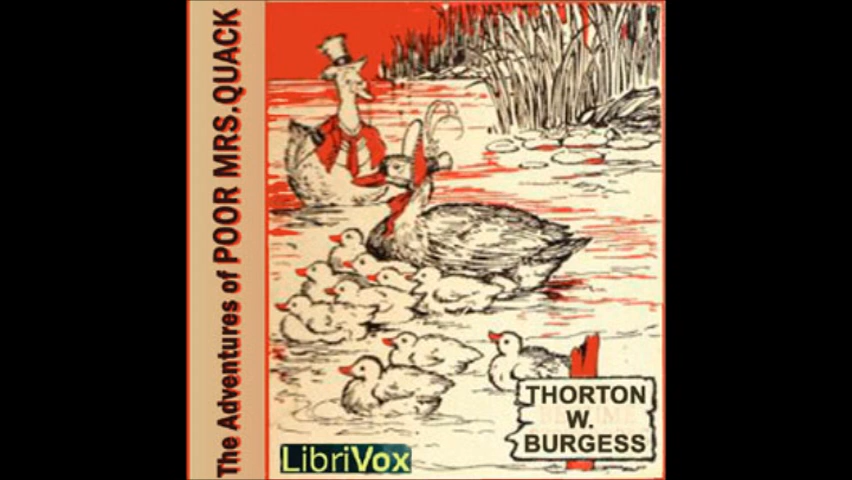 The Adventures of POOR MRS. QUACK
THORTON
W.
BURGESS
LibriVox